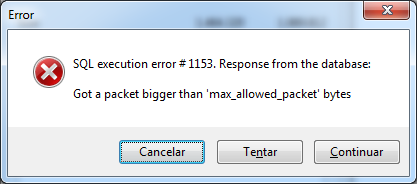 Error
SQL execution error # 1153. Response from the database:
Got a packet bigger than 'max_allowed_packet' bytes
Cancelar
Tentar
Continuar